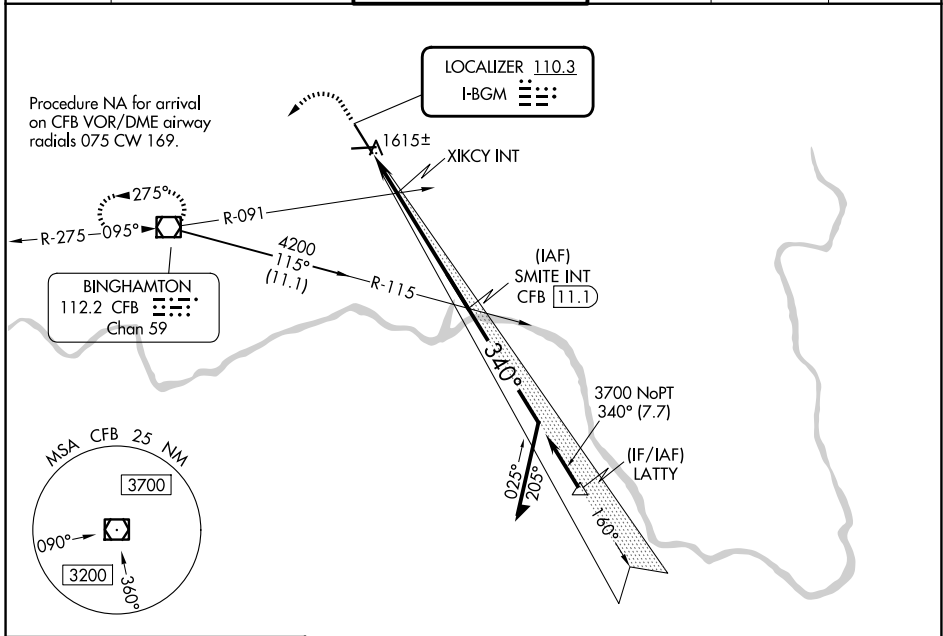 LOCALIZER 110.3
I-BGM
Procedure NA for arrival
on CFB VOR/DME airway
radials 075 CW 169.
1615±
XIKCY INT
275°
R-091
R-275
095°
4200
115°
(11.1)
R-115
(IAF)
SMITE INT
CFB 11.1
BINGHAMTON
112.2 CFB
Chan 59
340°
3700 NoPT
340° (7.7)
(IF/IAF)
LATTY
025°
205°
160°
MSA CFB 25 NM
3700
090°
3200
360°